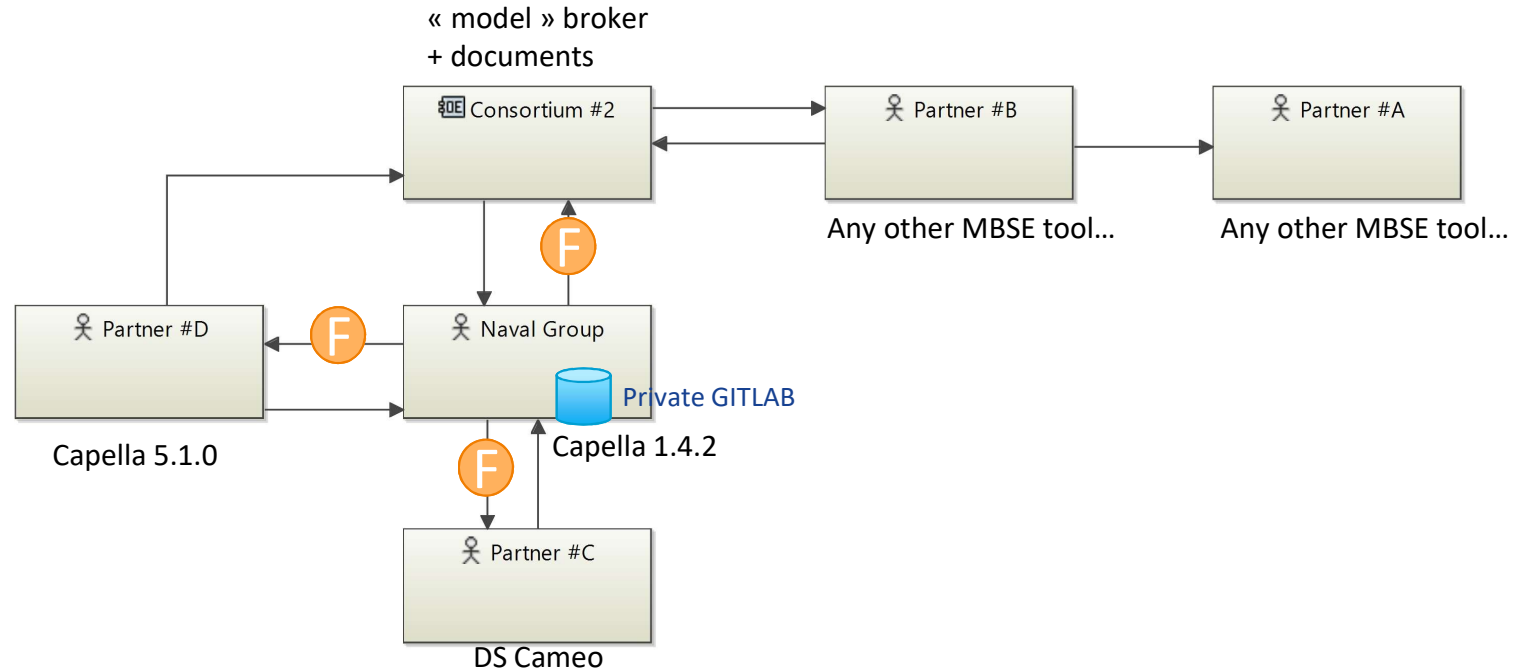 « model » broker
+ documents
OE Consortium #2
Partner #B
Partner #A
Any other MBSE tool...
Any other MBSE tool...
F
Partner #D
F
Naval Group
Private GITLAB
Capella 5.1.0
Capella 1.4.2
F
Partner #C
DS Cameo